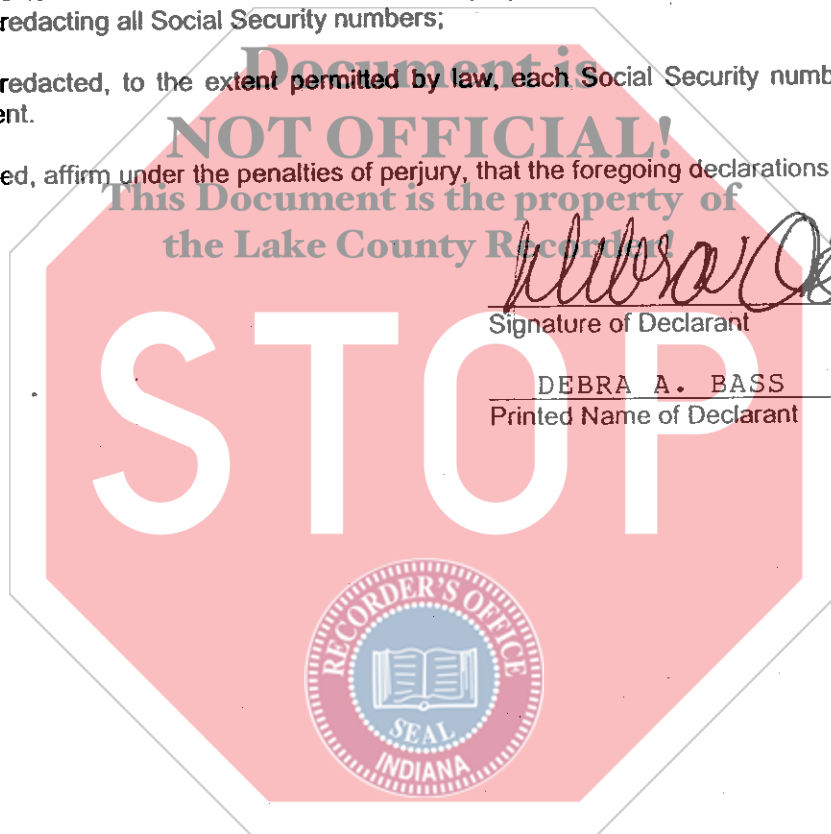 redacting all Social Security numbers;
Document is
redacted, to the extent permitted by law, each Social Security numb
ent.
NOT OFFICIAL!
ed, affirm under the penalties of perjury, that the foregoing declarations
This Document is the property of
the Lake County Recorder!
Signature of Declarant
DEBRA A. BASS
Printed Name of Declarant
STOP
RECORDER'S OFFICE
SEAL
INDIANA